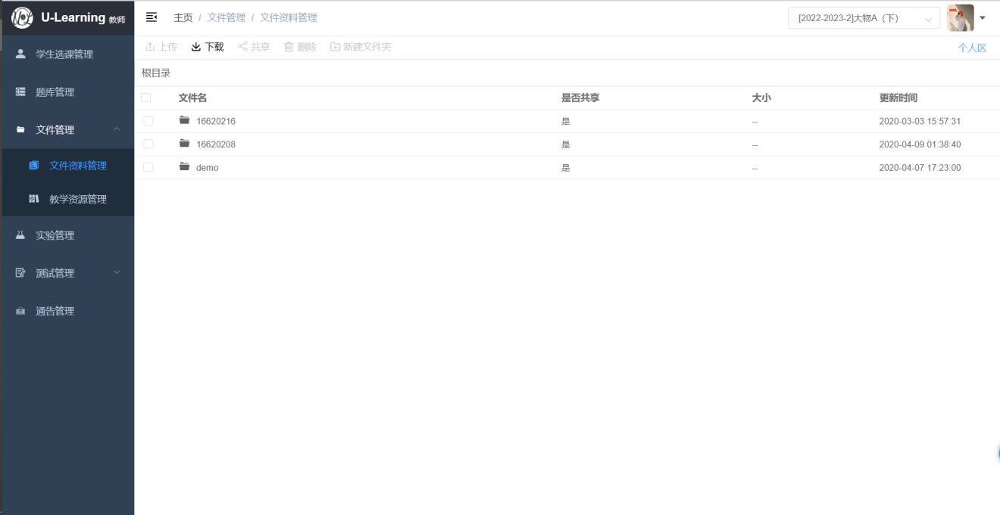 U-Learning 教师
主页 / 文件管理 / 文件资料管理
[2022-2023-2]大物A（下）
上传 下载 共享 删除 新建文件夹
个人区
学生选课管理
题库管理
文件管理
文件资料管理
教学资源管理
实验管理
测试管理
通告管理
根目录
文件名 是否共享 大小 更新时间
16620216 是 -- 2020-03-03 15:57:31
16620208 是 -- 2020-04-09 01:38:40
demo 是 -- 2020-04-07 17:23:00